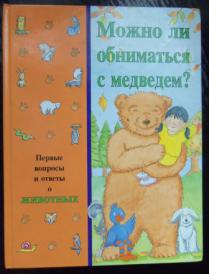 Можно ли
обниматься
с медведем?
Первые
вопросы
и ответы
о
ЖИВОТНЫХ